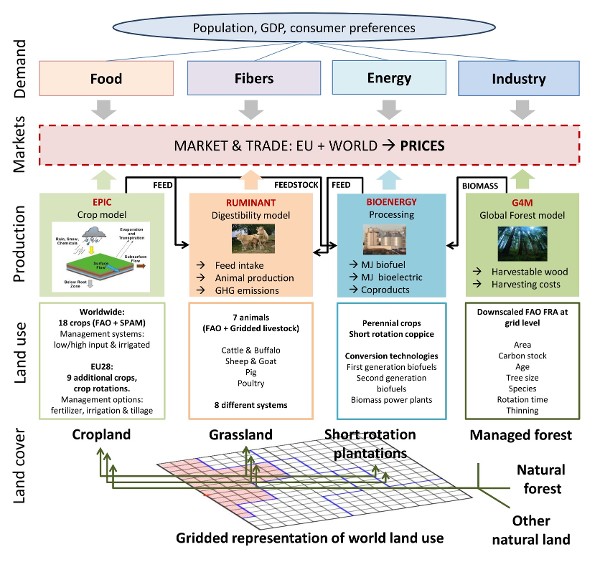 Population, GDP, consumer preferences
Demand
Food
Fibers
Energy
Industry
Markets
MARKET & TRADE: EU + WORLD → PRICES
Production
FEED
FEEDSTOCK
FEED
BIOMASS
EPIC
Crop model
Rain, Snow,
Chemicals
Evaporation
and
Transpiration
Subsurface
Flow
Surface
Flow
Below Root
Zone
RUMINANT
Digestibility model
→ Feed intake
→ Animal production
→ GHG emissions
BIOENERGY
Processing
→ MJ biofuel
→ MJ bioelectric
→ Coproducts
G4M
Global Forest model
→ Harvestable wood
→ Harvesting costs
Land use
Worldwide:
18 crops (FAO + SPAM)
Management systems:
low/high input & irrigated
EU28:
9 additional crops,
crop rotations.
Management options:
fertilizer, irrigation & tillage
7 animals
(FAO + Gridded livestock)
Cattle & Buffalo
Sheep & Goat
Pig
Poultry
8 different systems
Perennial crops
Short rotation coppice
Conversion technologies
First generation biofuels
Second generation
biofuels
Biomass power plants
Downscaled FAO FRA at
grid level
Area
Carbon stock
Age
Tree size
Species
Rotation time
Thinning
Land cover
Cropland
Grassland
Short rotation
plantations
Managed forest
Natural
forest
Other
natural land
Gridded representation of world land use